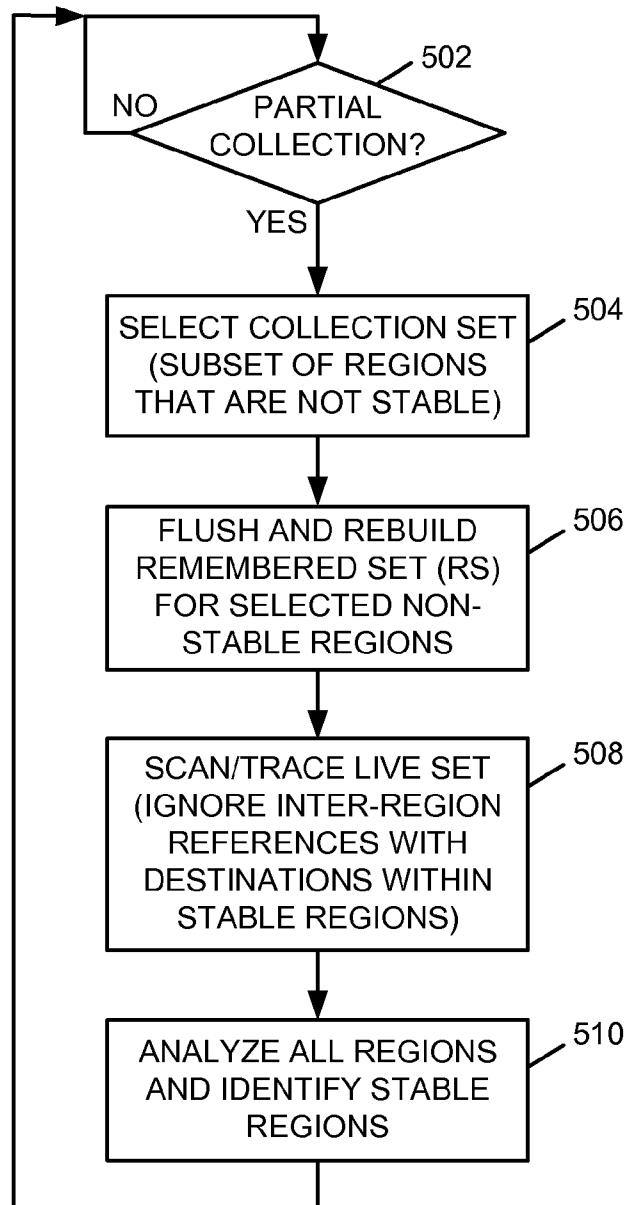 502
PARTIAL
COLLECTION?
NO
YES
504
SELECT COLLECTION SET
(SUBSET OF REGIONS
THAT ARE NOT STABLE)
506
FLUSH AND REBUILD
REMEMBERED SET (RS)
FOR SELECTED NON-
STABLE REGIONS
508
SCAN/TRACE LIVE SET
(IGNORE INTER-REGION
REFERENCES WITH
DESTINATIONS WITHIN
STABLE REGIONS)
510
ANALYZE ALL REGIONS
AND IDENTIFY STABLE
REGIONS